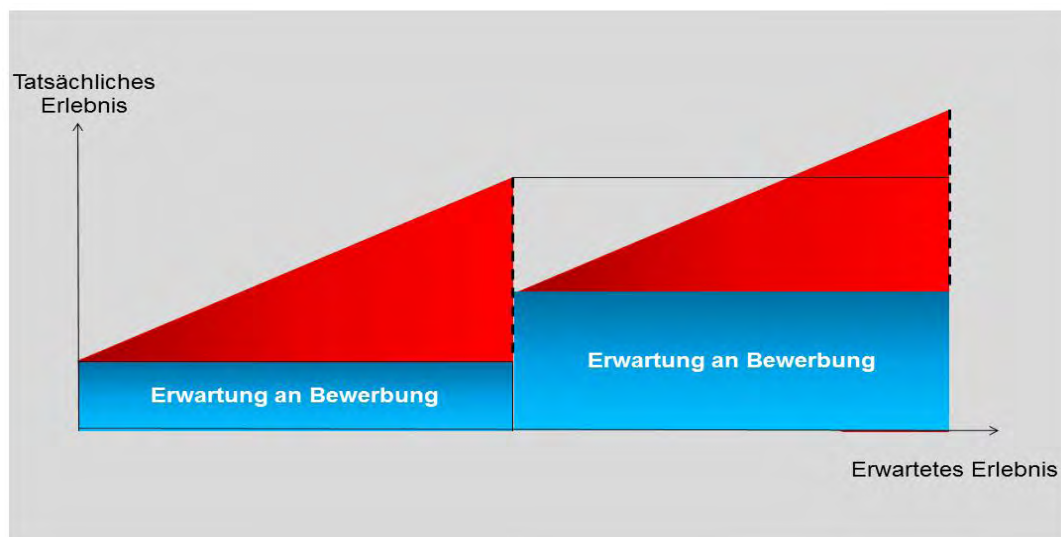 Tatsächliches
Erlebnis
Erwartung an Bewerbung
Erwartung an Bewerbung
Erwartetes Erlebnis